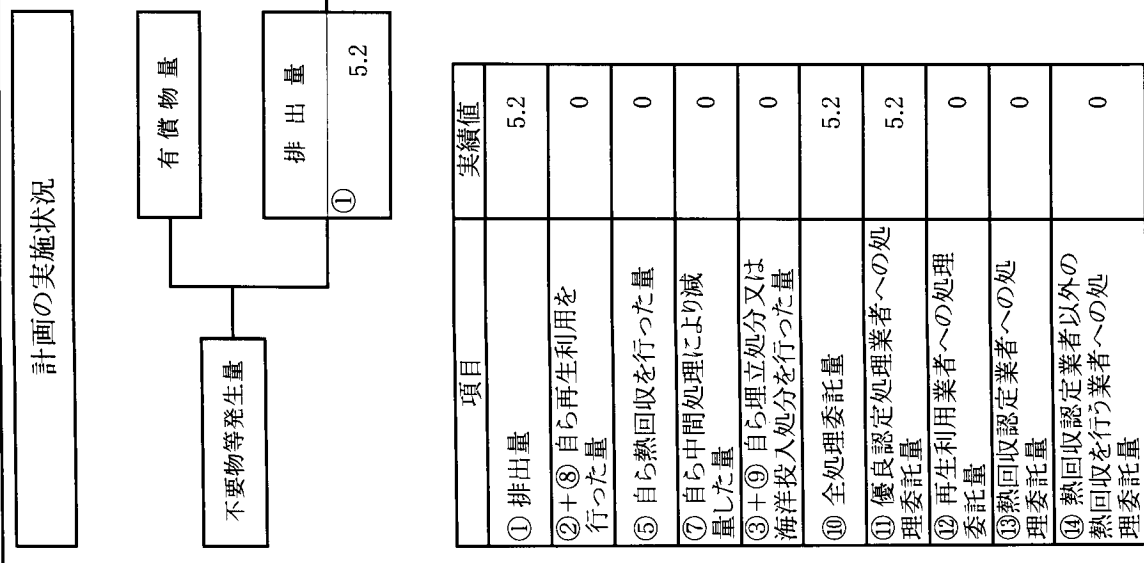 計画の実施状況
不要物等発生量
有償物量
排出量
①
5.2
項目 実績値
① 排出量 5.2
②+⑧ 自ら再生利用を
行った量 0
⑤ 自ら熱回収を行った量 0
⑦ 自ら中間処理により減
量した量 0
③+⑨ 自ら埋立処分又は
海洋投入処分を行った量 0
⑩ 全処理委託量 5.2
⑪ 優良認定処理業者への処
理委託量 5.2
⑫ 再生利用業者への処理
委託量 0
⑬熱回収認定業者への処
理委託量 0
⑭ 熱回収認定業者以外の
熱回収を行う業者への処
理委託量 0